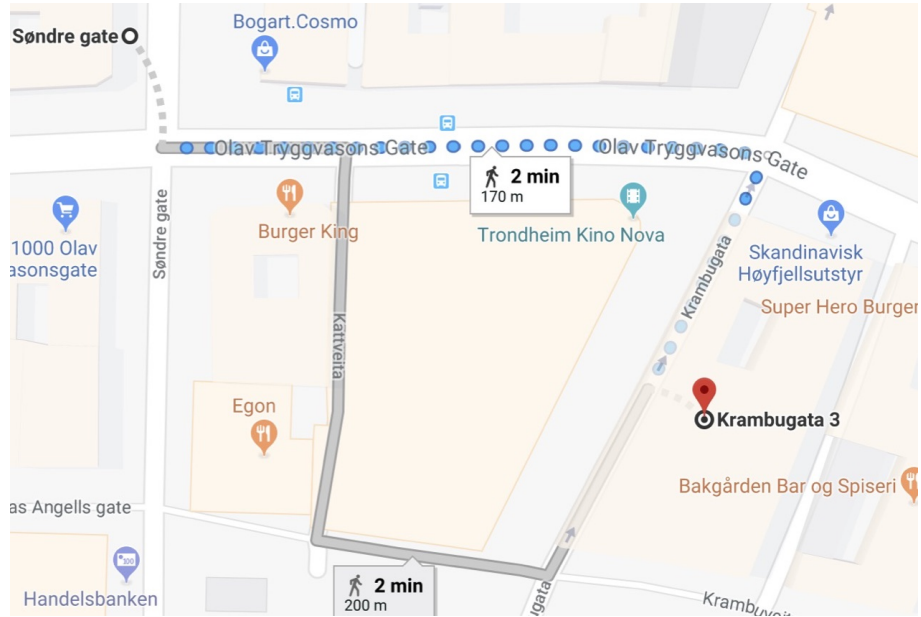 Søndre gate
Bogart.Cosmo
Olav Tryggvasons Gate
Olav Tryggvasons Gate
2 min
170 m
Burger King
Trondheim Kino Nova
1000 Olav
asonsgate
Søndre gate
Skandinavisk
Høyfjellsutstyr
Krambugata
Super Hero Burger
Kattveita
Egon
Krambugata 3
Bakgården Bar og Spiseri
as Angells gate
2 min
200 m
Handelsbanken
ugata
Krambuveit